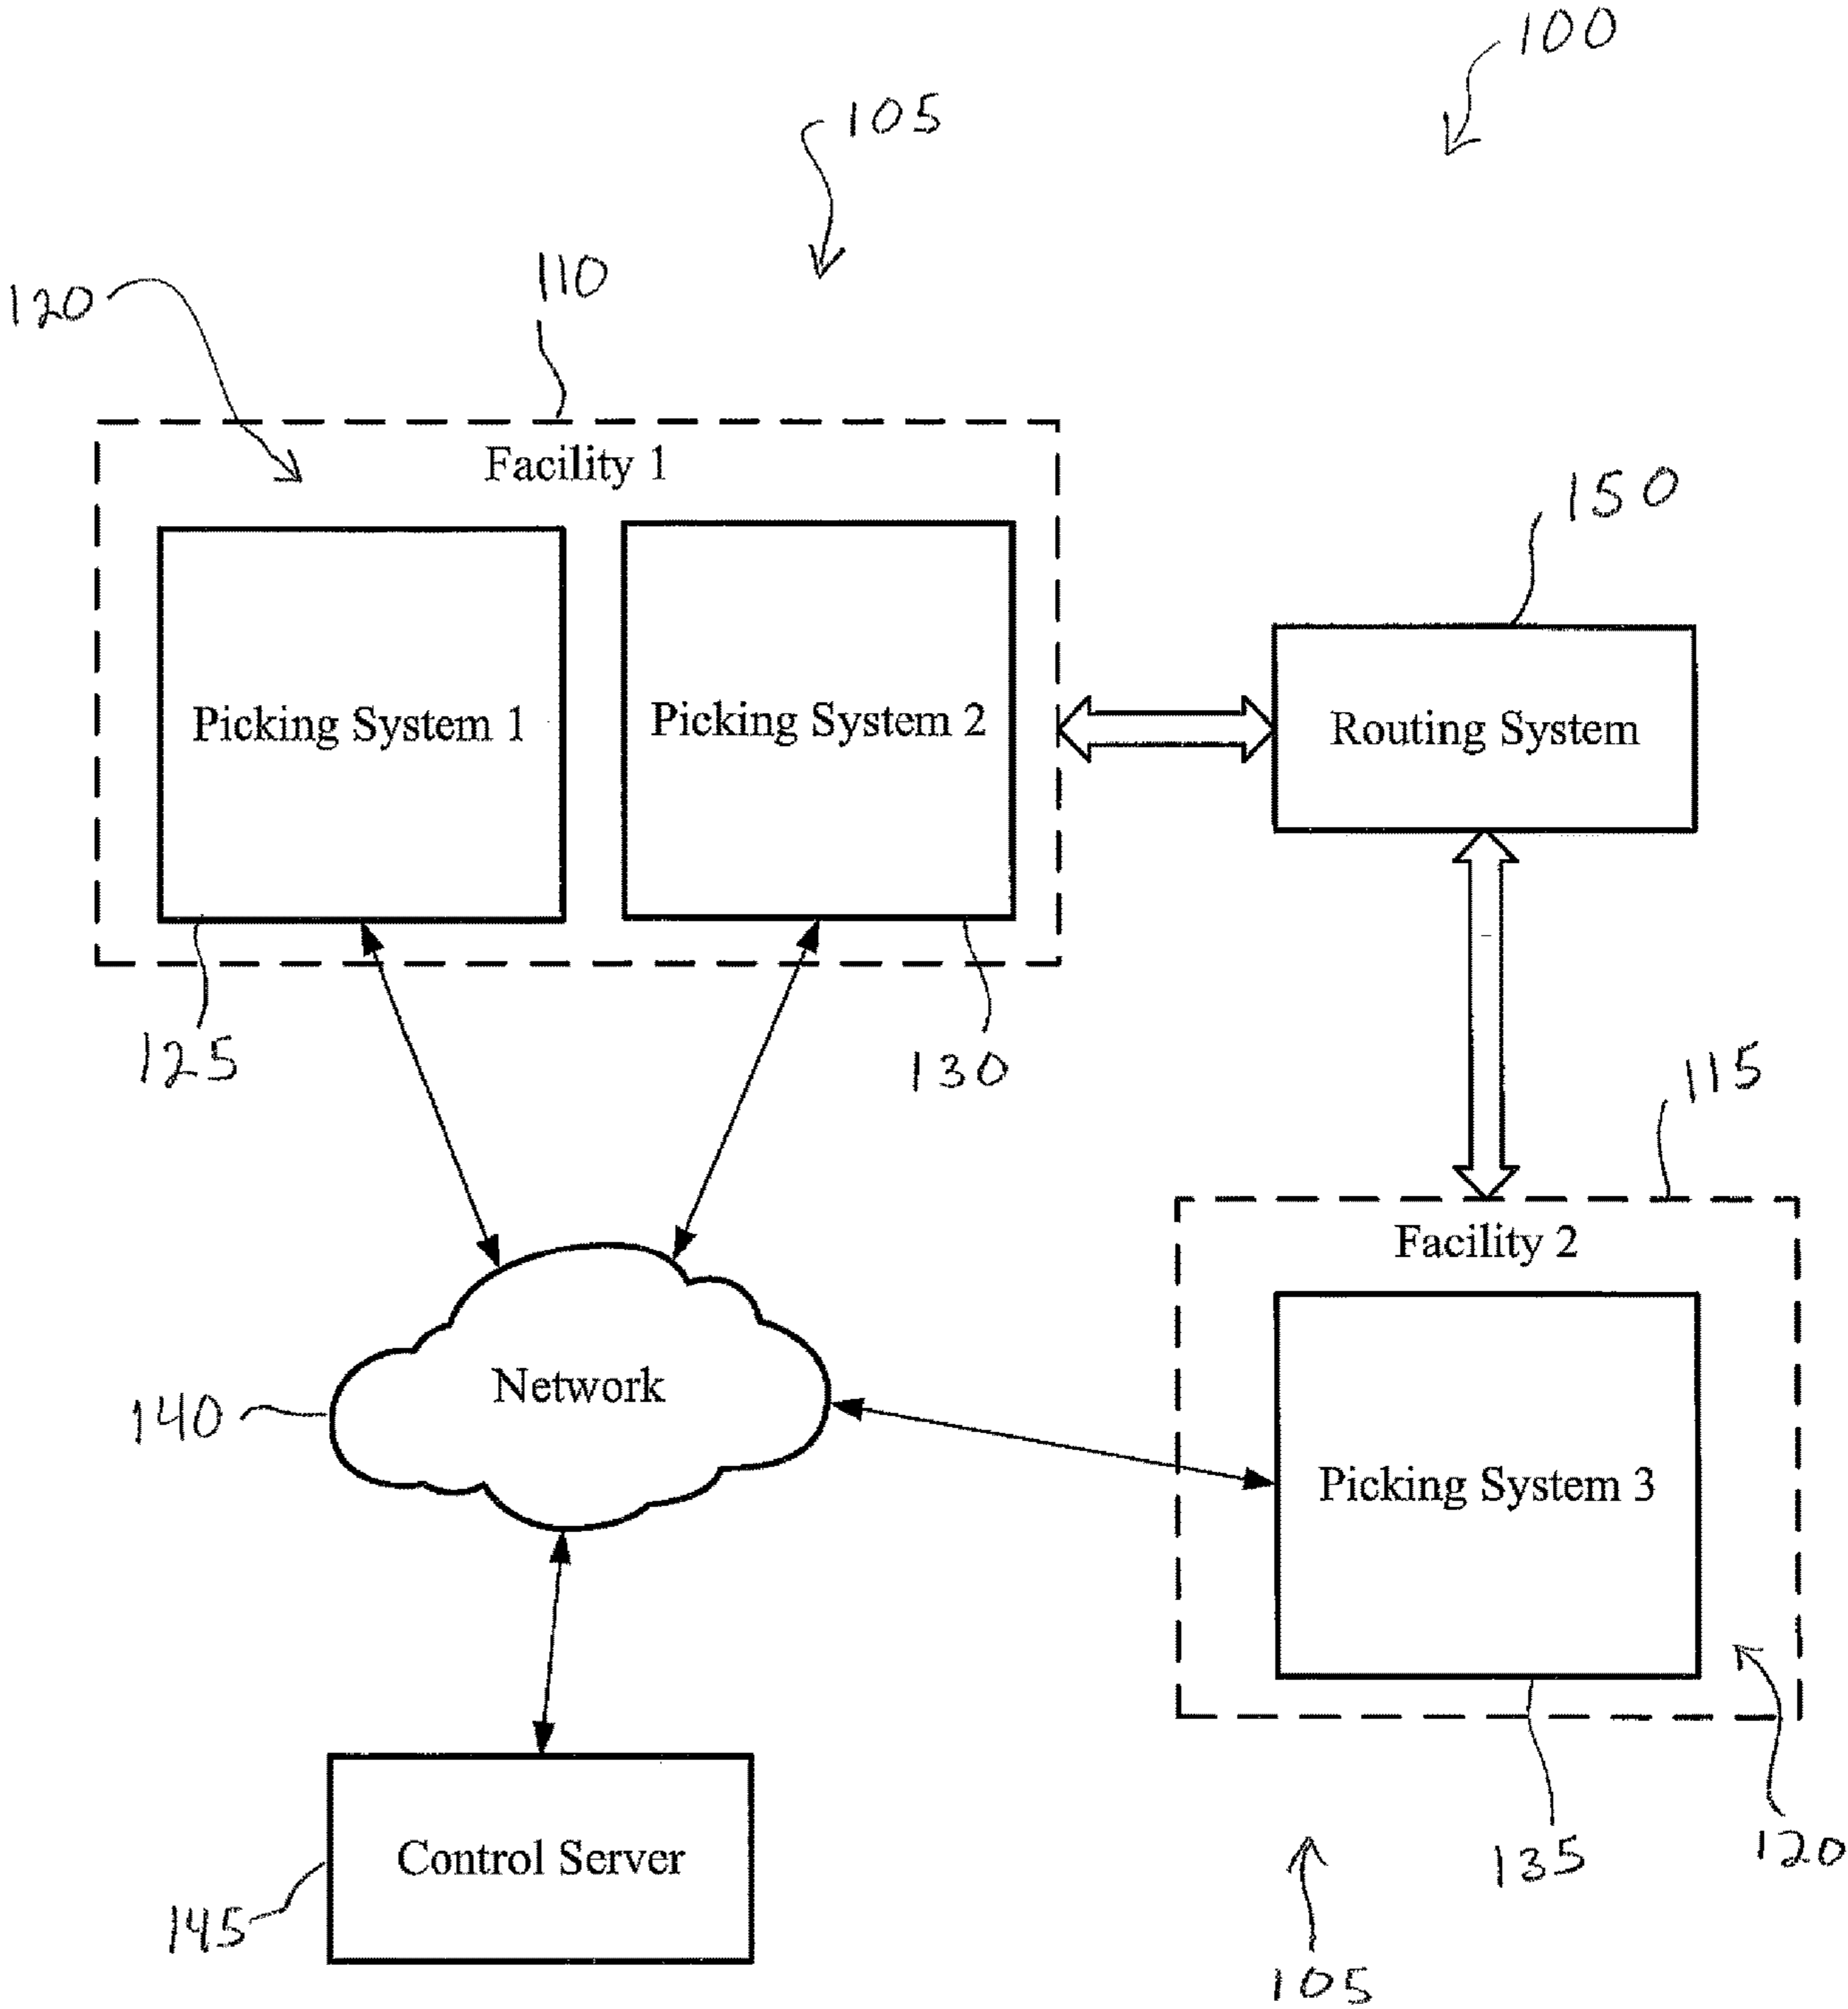 100
105
110
120
Facility 1
150
Picking System 1
Picking System 2
Routing System
125
130
115
Facility 2
Network
140
Picking System 3
Control Server
135
120
145
105